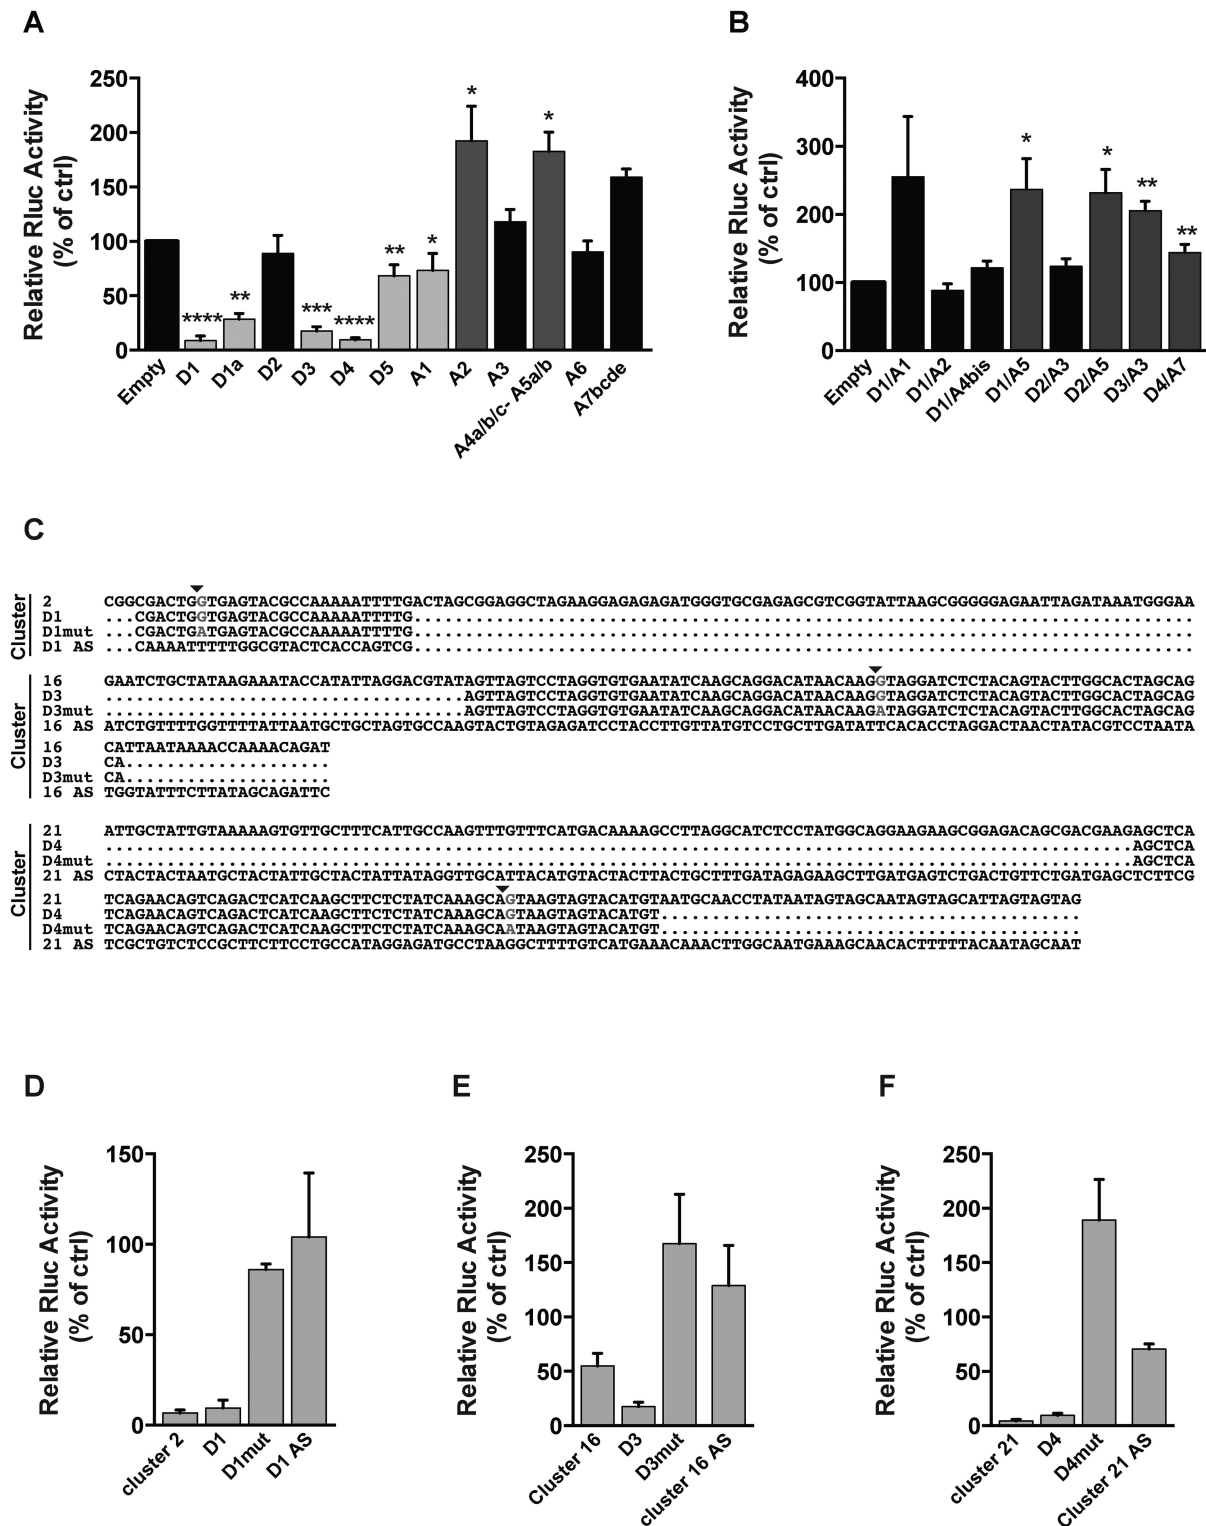 A
Relative Rluc Activity
(% of ctrl)
250
200
150
100
50
0
**** ** *** **** ** * * *
Empty D1 D1a D2 D3 D4 D5 A1 A2 A3 A4a/b/c- A5a/b A6 A7bcde
B
Relative Rluc Activity
(% of ctrl)
400
300
200
100
0
* * ** **
Empty D1/A1 D1/A2 D1/A4bis D1/A5 D2/A3 D2/A5 D3/A3 D4/A7
C
Cluster
2 CGGCGACTGGTGAGTACGCCAAAAATTTTGACTAGCGGAGGCTAGAAGGAGAGAGATGGGTGCGAGAGCGTCGGTATTAAGCGGGGGAGAATTAGATAAATGGGAA
D1 ...CGACTGGTGAGTACGCCAAAAATTTTG............................................................................
D1mut ...CGACTGATGAGTACGCCAAAAATTTTG............................................................................
D1 AS ...CAAAATTTTTGGCGTACTCACCAGTCG............................................................................
Cluster
16 GAATCTGCTATAAGAAATACCATATTAGGACGTATAGTTAGTCCTAGGTGTGAATATCAAGCAGGACATAACAAGGTAGGATCTCTACAGTACTTGGCACTAGCAG
D3 ...................................AGTTAGTCCTAGGTGTGAATATCAAGCAGGACATAACAAGGTAGGATCTCTACAGTACTTGGCACTAGCAG
D3mut ...................................AGTTAGTCCTAGGTGTGAATATCAAGCAGGACATAACAAGATAGGATCTCTACAGTACTTGGCACTAGCAG
16 AS ATCTGTTTTGGTTTTATTAATGCTGCTAGTGCCAAGTACTGTAGAGATCCTACCTTGTTATGTCCTGCTTGATATTCACACCTAGGACTAACTATACGTCCTAATA
16 CATTAATAAAACCAAAACAGAT
D3 CA....................
D3mut CA....................
16 AS TGGTATTTCTTATAGCAGATTC
Cluster
21 ATTGCTATTGTAAAAAGTGTTGCTTTCATTGCCAAGTTTGTTTCATGACAAAAGCCTTAGGCATCTCCTATGGCAGGAAGAAGCGGAGACAGCGACGAAGAGCTCA
D4 ....................................................................................................AGCTCA
D4mut ....................................................................................................AGCTCA
21 AS CTACTACTAATGCTACTATTGCTACTATTATAGGTTGCATTACATGTACTACTTACTGCTTTGATAGAGAAGCTTGATGAGTCTGACTGTTCTGATGAGCTCTTCG
21 TCAGAACAGTCAGACTCATCAAGCTTCTCTATCAAAGCAGTAAGTAGTACATGTAATGCAACCTATAATAGTAGCAATAGTAGCATTAGTAGTAG
D4 TCAGAACAGTCAGACTCATCAAGCTTCTCTATCAAAGCAGTAAGTAGTACATGT.........................................
D4mut TCAGAACAGTCAGACTCATCAAGCTTCTCTATCAAAGCAATAAGTAGTACATGT.........................................
21 AS TCGCTGTCTCCGCTTCTTCCTGCCATAGGAGATGCCTAAGGCTTTTGTCATGAAACAAACTTGGCAATGAAAGCAACACTTTTTACAATAGCAAT
D
Relative Rluc Activity
(% of ctrl)
150
100
50
0
cluster 2 D1 D1mut D1 AS
E
Relative Rluc Activity
(% of ctrl)
250
200
150
100
50
0
Cluster 16 D3 D3mut cluster 16 AS
F
Relative Rluc Activity
(% of ctrl)
250
200
150
100
50
0
cluster 21 D4 D4mut Cluster 21 AS